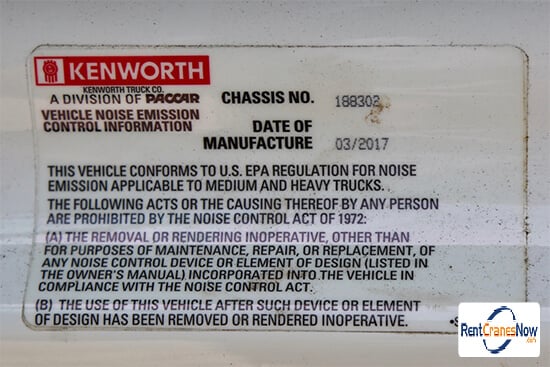 KENWORTH
KENWORTH TRUCK CO.
A DIVISION OF PACCAR
VEHICLE NOISE EMISSION
CONTROL INFORMATION
CHASSIS NO. 188302
DATE OF
MANUFACTURE 03/2017
THIS VEHICLE CONFORMS TO U.S. EPA REGULATION FOR NOISE
EMISSION APPLICABLE TO MEDIUM AND HEAVY TRUCKS.
THE FOLLOWING ACTS OR THE CAUSING THEREOF BY ANY PERSON
ARE PROHIBITED BY THE NOISE CONTROL ACT OF 1972:
(A) THE REMOVAL OR RENDERING INOPERATIVE, OTHER THAN
FOR PURPOSES OF MAINTENANCE, REPAIR, OR REPLACEMENT, OF
ANY NOISE CONTROL DEVICE OR ELEMENT OF DESIGN (LISTED IN
THE OWNER'S MANUAL) INCORPORATED INTO THE VEHICLE IN
COMPLIANCE WITH THE NOISE CONTROL ACT.
(B) THE USE OF THIS VEHICLE AFTER SUCH DEVICE OR ELEMENT
OF DESIGN HAS BEEN REMOVED OR RENDERED INOPERATIVE.
RentCranesNow
.com